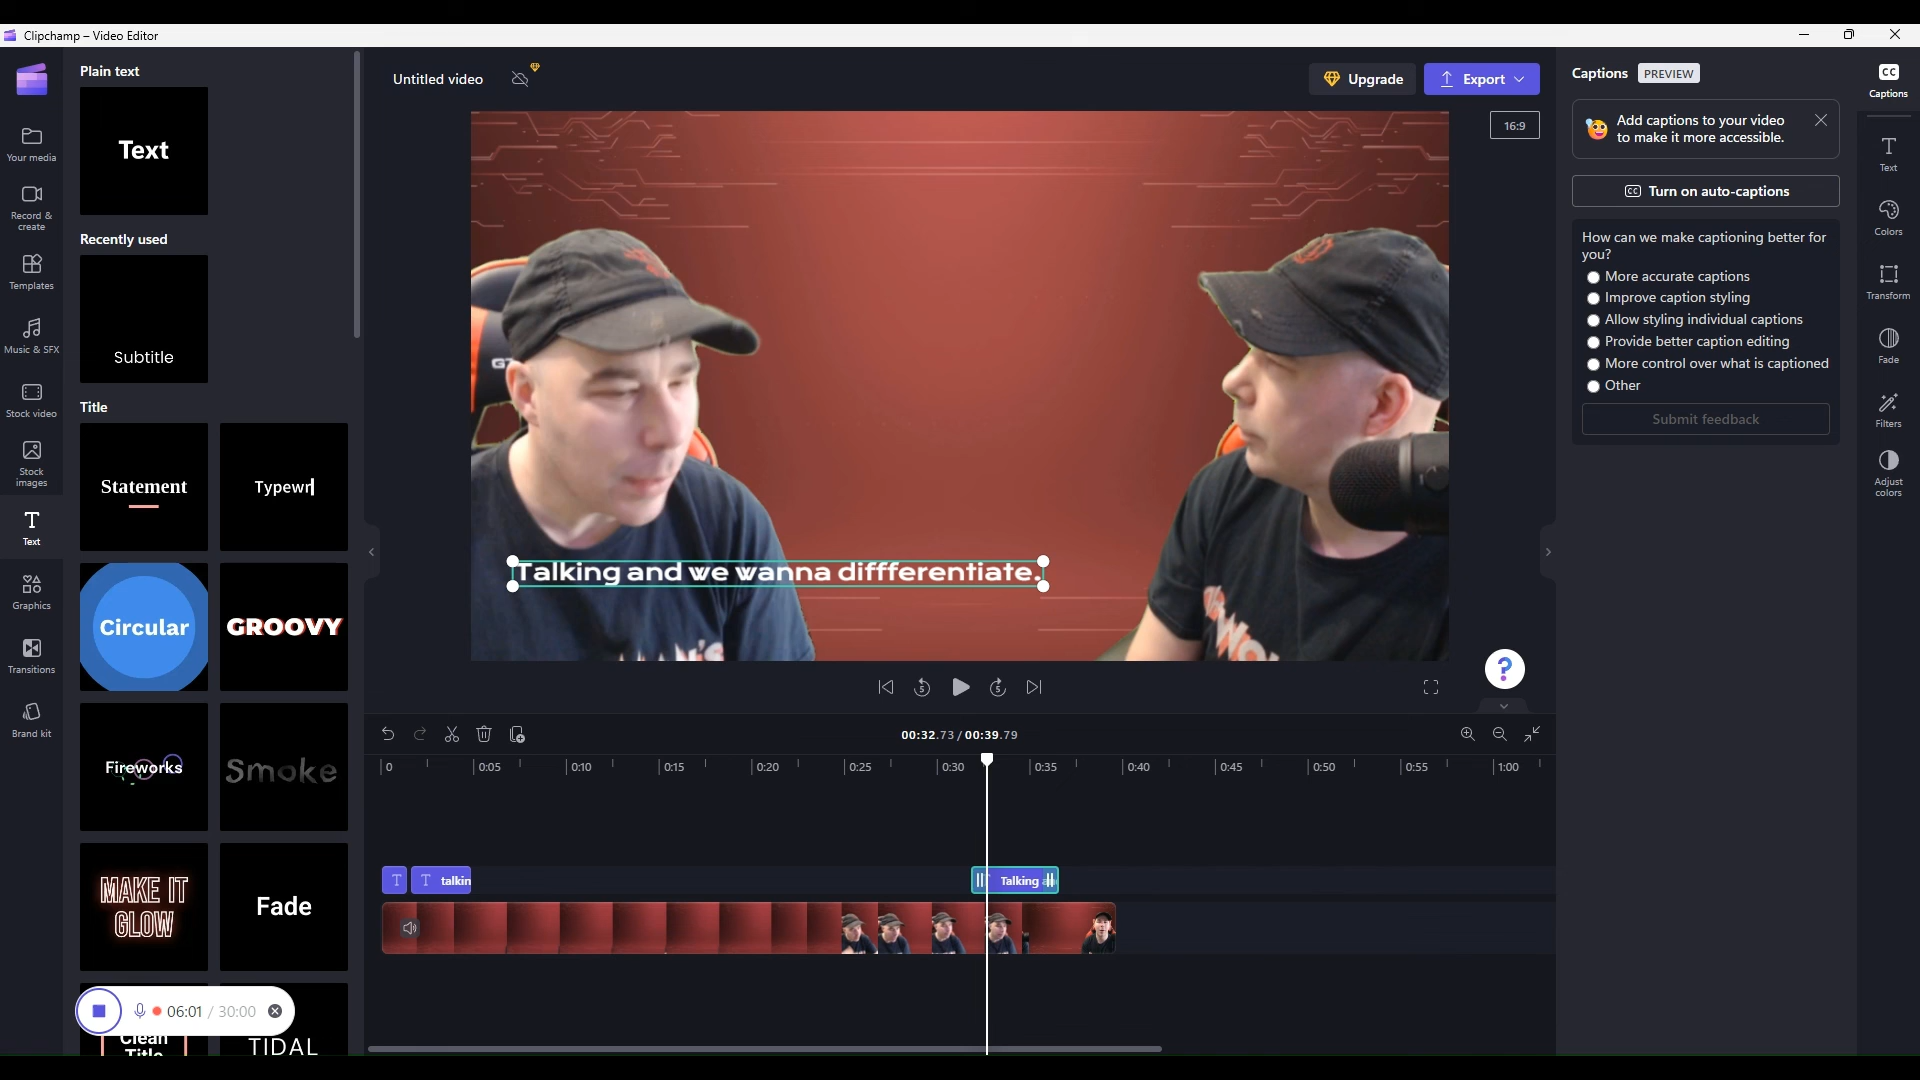 Clipchamp – Video Editor
Your media
Record &
create
Templates
Music & SFX
Stock video
Stock
images
Text
Graphics
Transitions
Brand kit
Plain text
Text
Recently used
Subtitle
Title
Statement
Typewr
Circular
GROOVY
Fireworks
Smoke
MAKE IT
GLOW
Fade
Clean
Title
TIDAL
06:01 / 30:00
Untitled video
Upgrade
Export
16:9
Talking and we wanna diffferentiate.
00:32.73 / 00:39.79
0 0:05 0:10 0:15 0:20 0:25 0:30 0:35 0:40 0:45 0:50 0:55 1:00
T
T talkin
Talking
Captions PREVIEW
Add captions to your video
to make it more accessible.
CC Turn on auto-captions
How can we make captioning better for
you?
More accurate captions
Improve caption styling
Allow styling individual captions
Provide better caption editing
More control over what is captioned
Other
Submit feedback
CC
Captions
Text
Colors
Transform
Fade
Filters
Adjust
colors